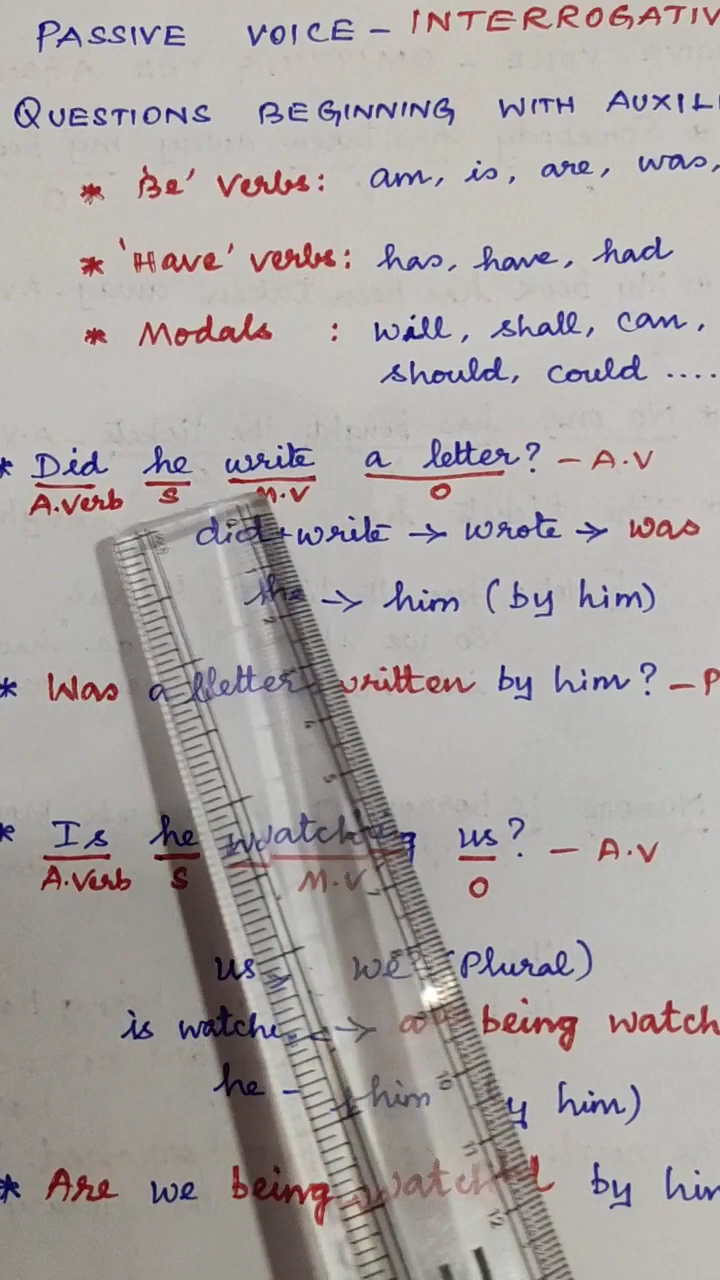 PASSIVE VOICE – INTERROGATIV
QUESTIONS BEGINNING WITH AUXIL
* 'Be' verbs: am, is, are, was,
* 'Have' verbs: has, have, had
* Modals : will, shall, can,
should, could ....
* Did he write a letter? – A.V
A.verb S M.V O
did + write → wrote → was
he → him (by him)
* Was a letter written by him? – P
* Is he watching us? – A.V
A.verb S M.V O
us → we (Plural)
is → being watch
he → him him)
* Are we being watched by him